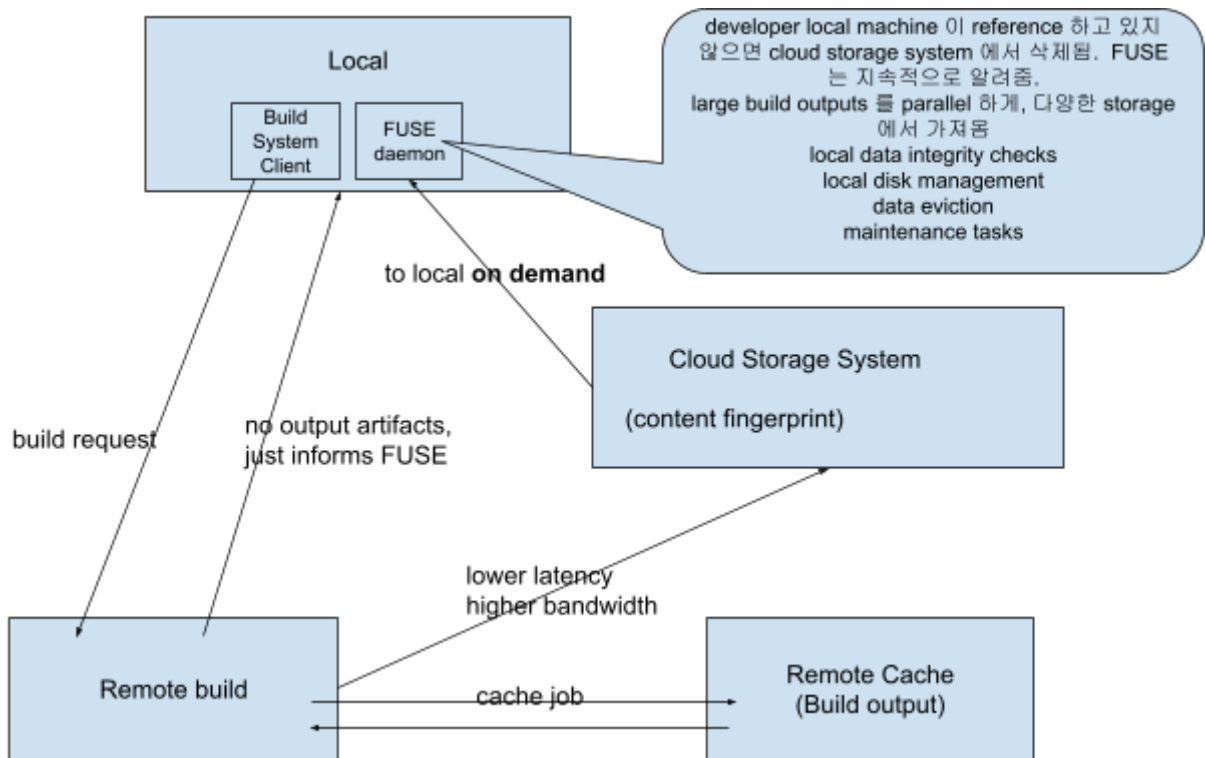 Local
Build
System
Client
FUSE
daemon
developer local machine 이 reference 하고 있지
않으면 cloud storage system 에서 삭제됨. FUSE
는 지속적으로 알려줌.
large build outputs 를 parallel 하게, 다양한 storage
에서 가져옴
local data integrity checks
local disk management
data eviction
maintenance tasks
to local on demand
Cloud Storage System
(content fingerprint)
build request
no output artifacts,
just informs FUSE
lower latency
higher bandwidth
Remote build
cache job
Remote Cache
(Build output)